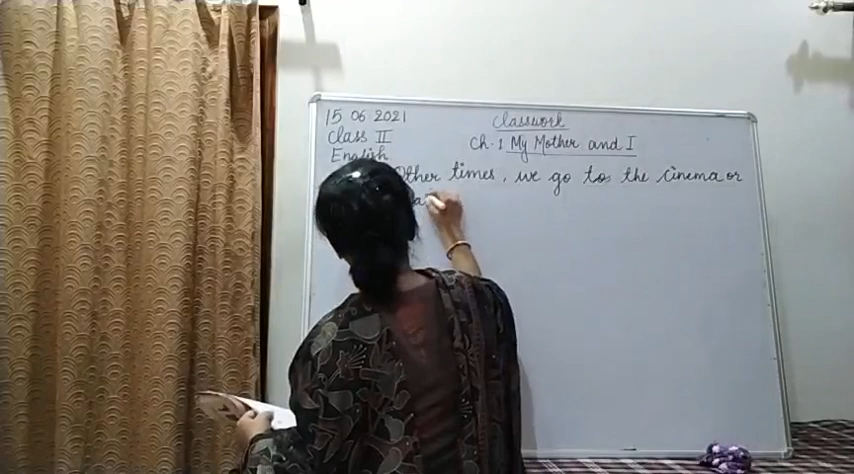 15 06 2021 Classwork
Class II Ch. 1 My Mother and I
English
Other times, we go to the cinema or